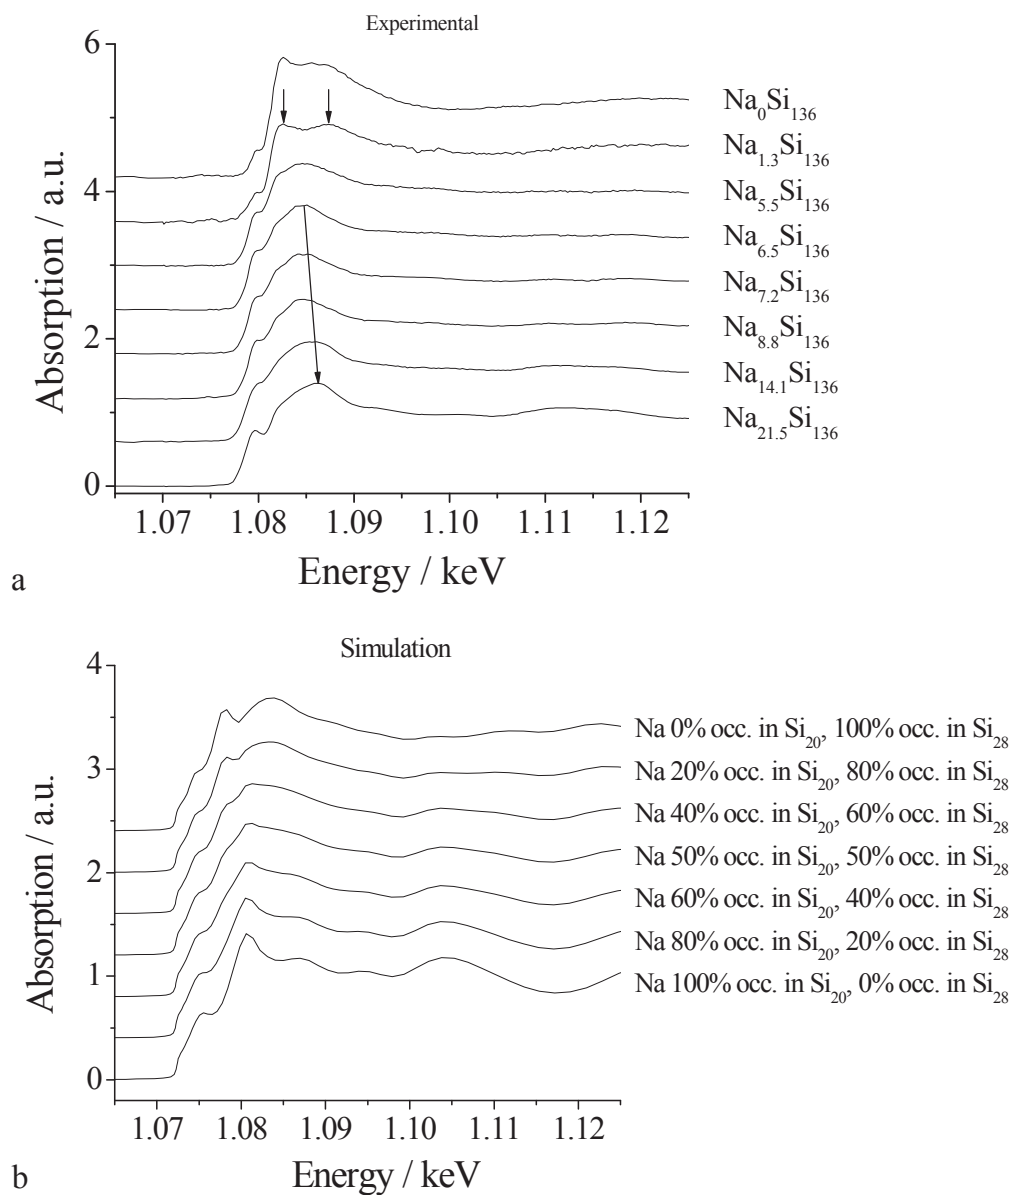 Experimental
6
4
2
0
Absorption / a.u.
Na0Si136
Na1.3Si136
Na5.5Si136
Na6.5Si136
Na7.2Si136
Na8.8Si136
Na14.1Si136
Na21.5Si136
1.07 1.08 1.09 1.10 1.11 1.12
Energy / keV
a
Simulation
4
3
2
1
0
Absorption / a.u.
Na 0% occ. in Si20, 100% occ. in Si28
Na 20% occ. in Si20, 80% occ. in Si28
Na 40% occ. in Si20, 60% occ. in Si28
Na 50% occ. in Si20, 50% occ. in Si28
Na 60% occ. in Si20, 40% occ. in Si28
Na 80% occ. in Si20, 20% occ. in Si28
Na 100% occ. in Si20, 0% occ. in Si28
1.07 1.08 1.09 1.10 1.11 1.12
Energy / keV
b